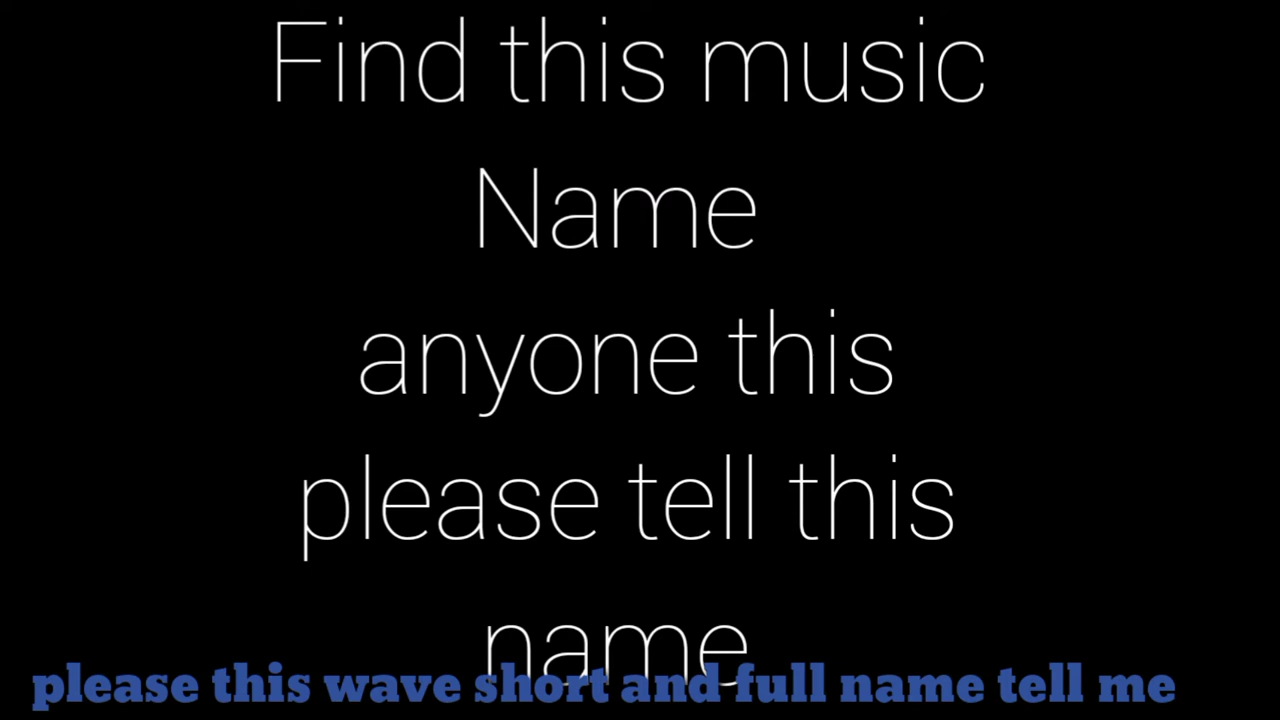 Find this music
Name
anyone this
please tell this
name
please this wave short and full name tell me